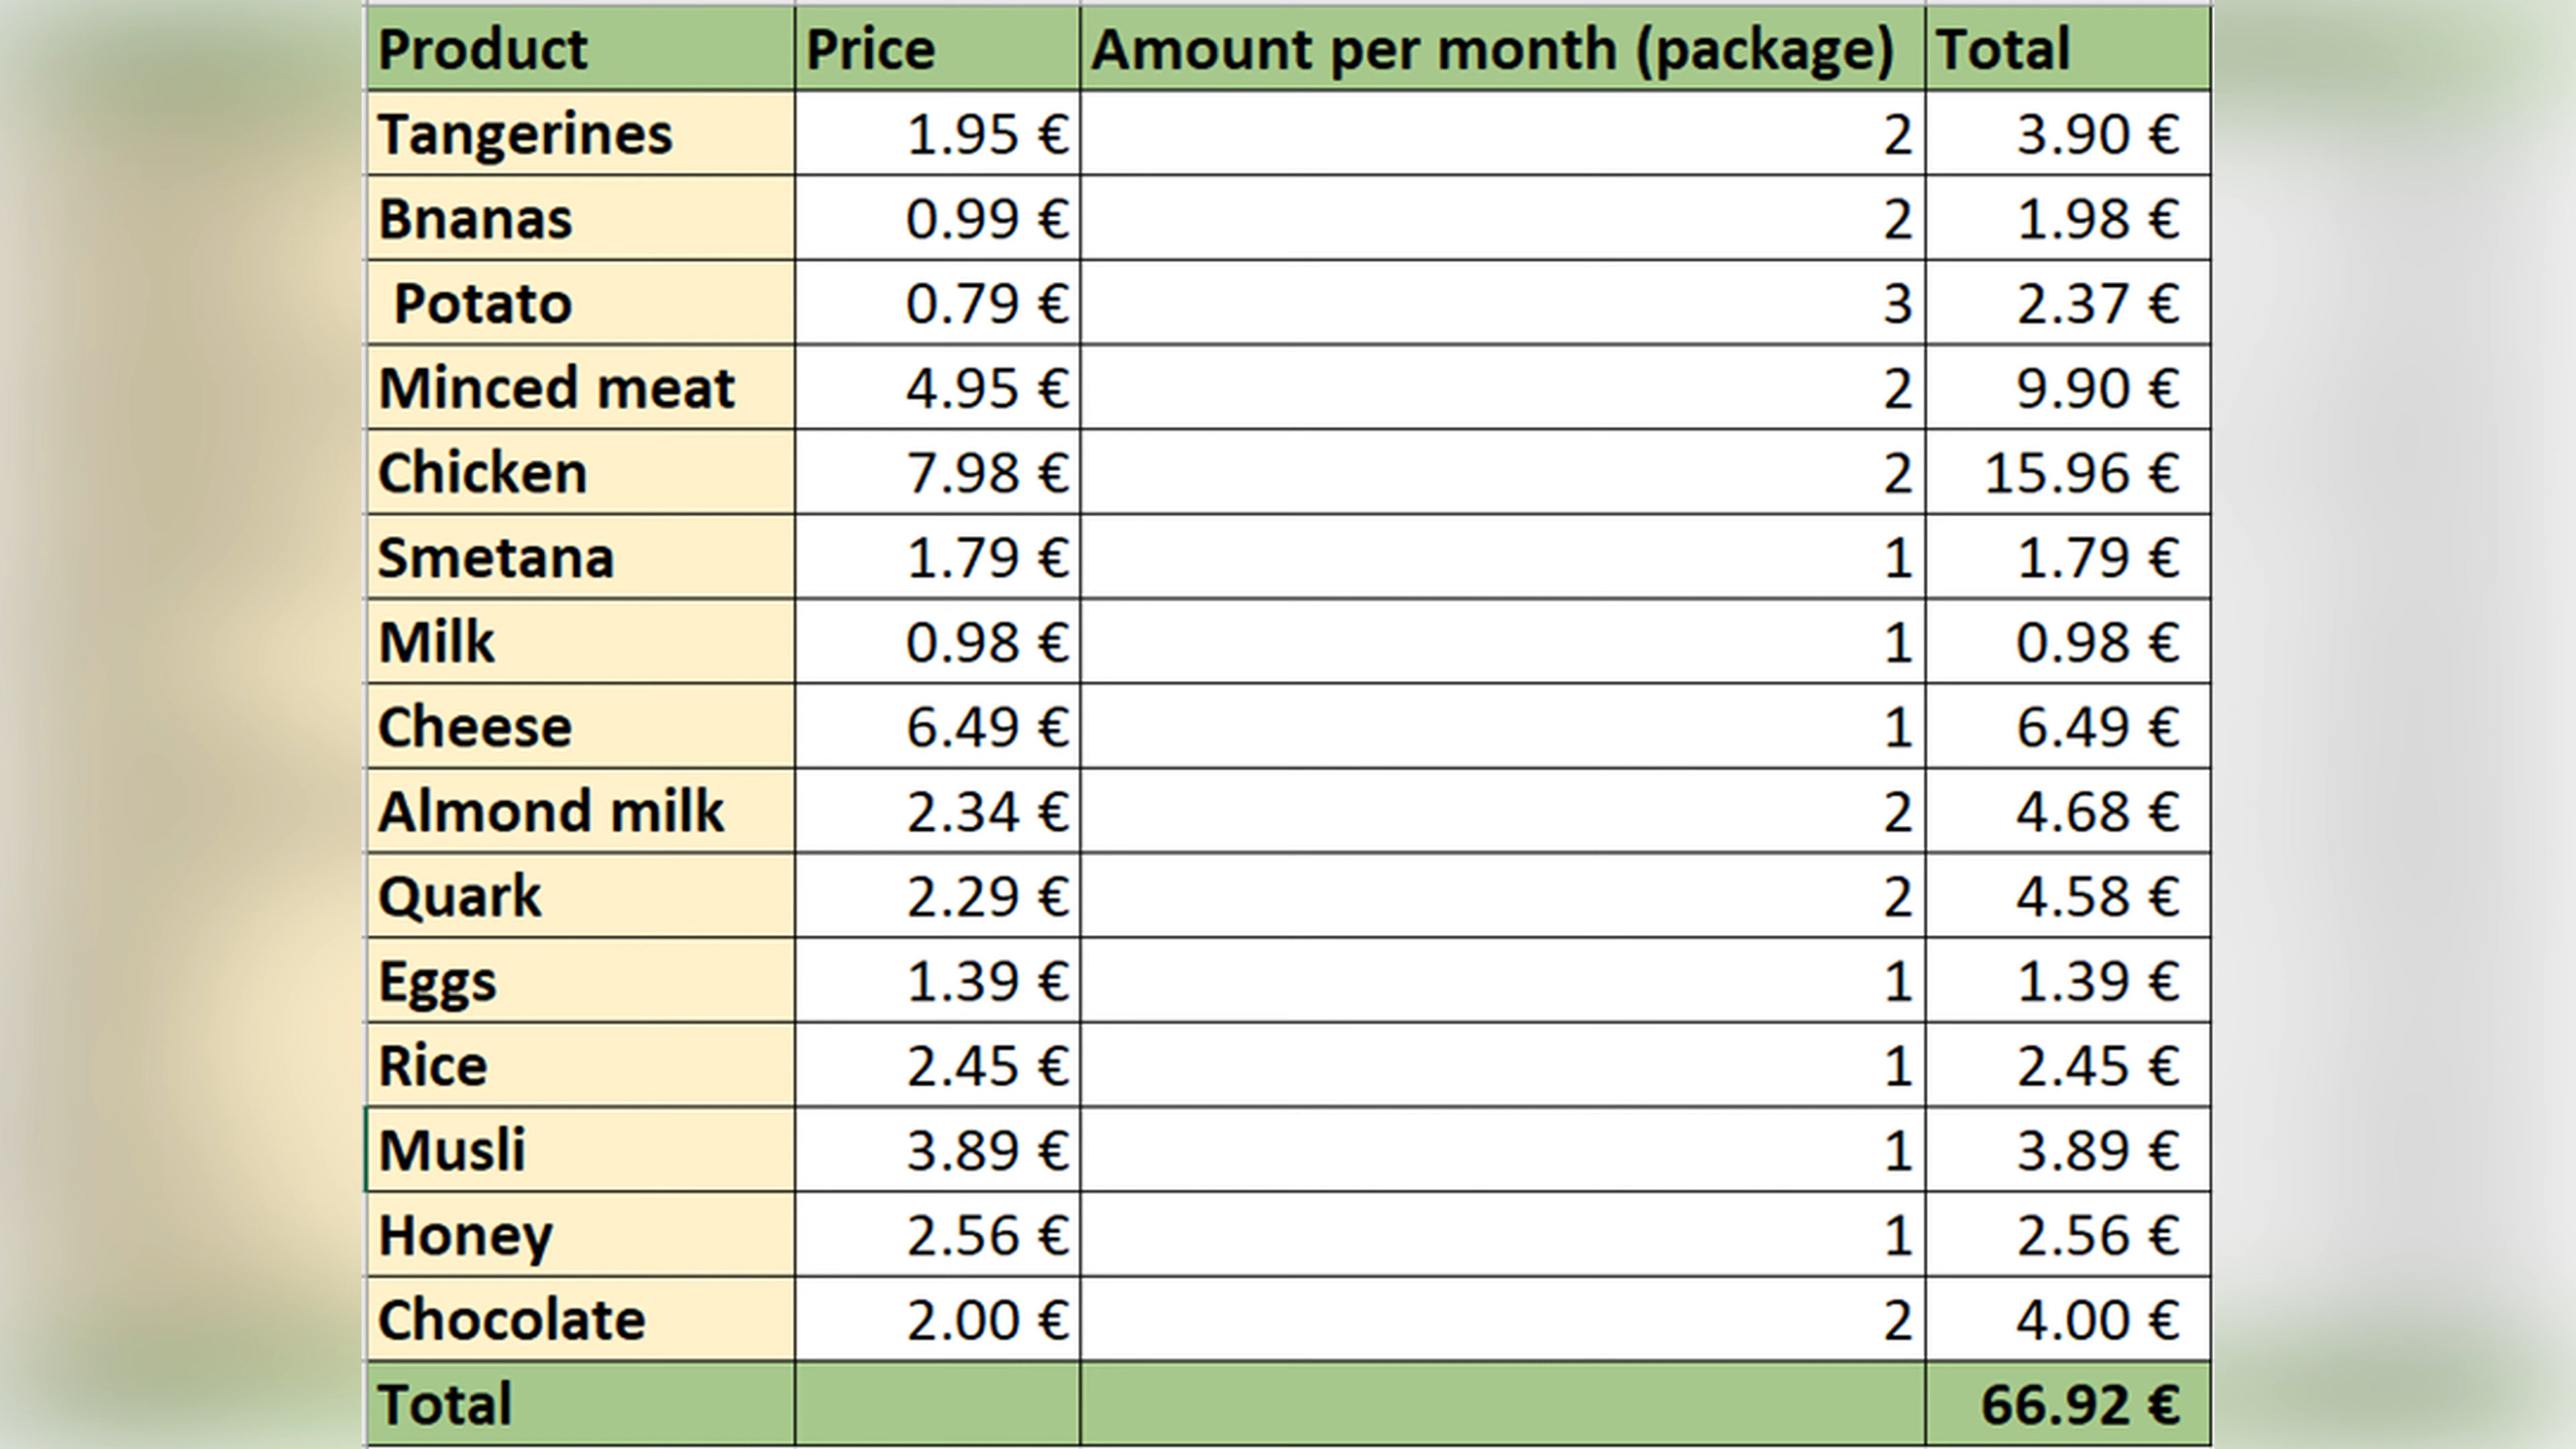 Product Price Amount per month (package) Total
Tangerines 1.95 € 2 3.90 €
Bnanas 0.99 € 2 1.98 €
Potato 0.79 € 3 2.37 €
Minced meat 4.95 € 2 9.90 €
Chicken 7.98 € 2 15.96 €
Smetana 1.79 € 1 1.79 €
Milk 0.98 € 1 0.98 €
Cheese 6.49 € 1 6.49 €
Almond milk 2.34 € 2 4.68 €
Quark 2.29 € 2 4.58 €
Eggs 1.39 € 1 1.39 €
Rice 2.45 € 1 2.45 €
Musli 3.89 € 1 3.89 €
Honey 2.56 € 1 2.56 €
Chocolate 2.00 € 2 4.00 €
Total 66.92 €